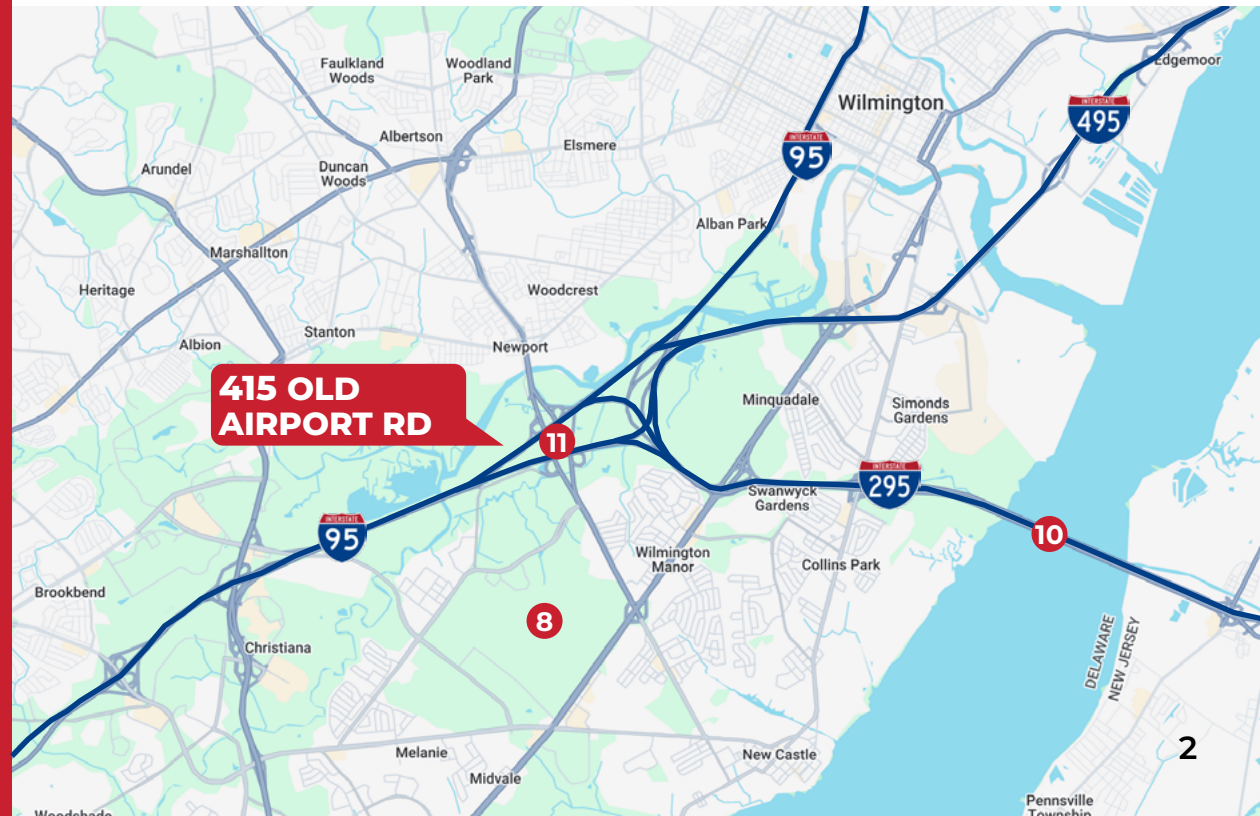 Edgemoor
Faulkland
Woods
Woodland
Park
Wilmington
INTERSTATE
495
Albertson
Elsmere
INTERSTATE
95
Arundel
Duncan
Woods
Alban Park
Marshallton
Heritage
Woodcrest
Stanton
Albion
Newport
415 OLD
AIRPORT RD
Minquadale
Simonds
Gardens
11
INTERSTATE
295
Swanwyck
Gardens
INTERSTATE
95
10
Wilmington
Manor
Collins Park
Brookbend
8
Christiana
DELAWARE
NEW JERSEY
Melanie
New Castle
2
Midvale
Pennsville
Township
Woodshade